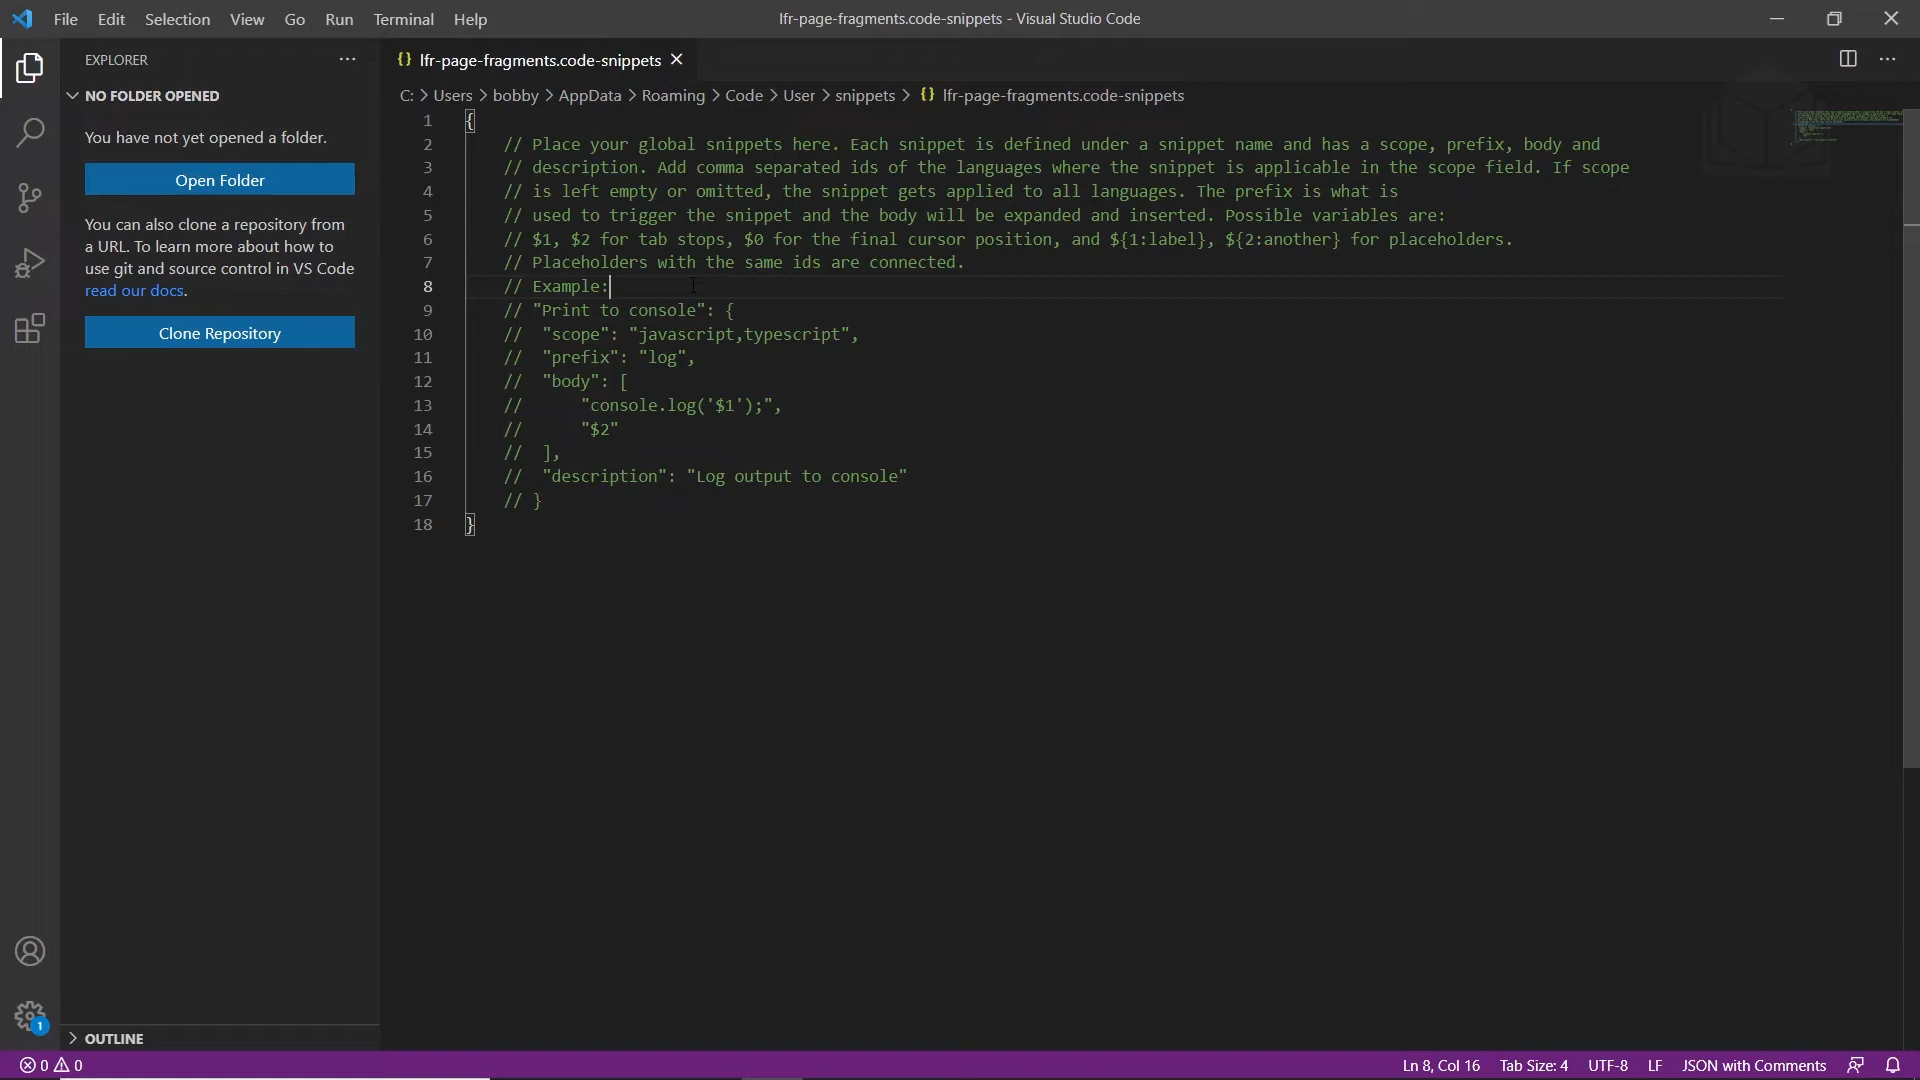 File Edit Selection View Go Run Terminal Help
lfr-page-fragments.code-snippets - Visual Studio Code
EXPLORER
NO FOLDER OPENED
You have not yet opened a folder.
Open Folder
You can also clone a repository from
a URL. To learn more about how to
use git and source control in VS Code
read our docs.
Clone Repository
OUTLINE
{} lfr-page-fragments.code-snippets
C: > Users > bobby > AppData > Roaming > Code > User > snippets > {} lfr-page-fragments.code-snippets
1 {
2 // Place your global snippets here. Each snippet is defined under a snippet name and has a scope, prefix, body and
3 // description. Add comma separated ids of the languages where the snippet is applicable in the scope field. If scope
4 // is left empty or omitted, the snippet gets applied to all languages. The prefix is what is
5 // used to trigger the snippet and the body will be expanded and inserted. Possible variables are:
6 // $1, $2 for tab stops, $0 for the final cursor position, and ${1:label}, ${2:another} for placeholders.
7 // Placeholders with the same ids are connected.
8 // Example:
9 // "Print to console": {
10 // "scope": "javascript,typescript",
11 // "prefix": "log",
12 // "body": [
13 // "console.log('$1');",
14 // "$2"
15 // ],
16 // "description": "Log output to console"
17 // }
18 }
1
0 0
Ln 8, Col 16 Tab Size: 4 UTF-8 LF JSON with Comments